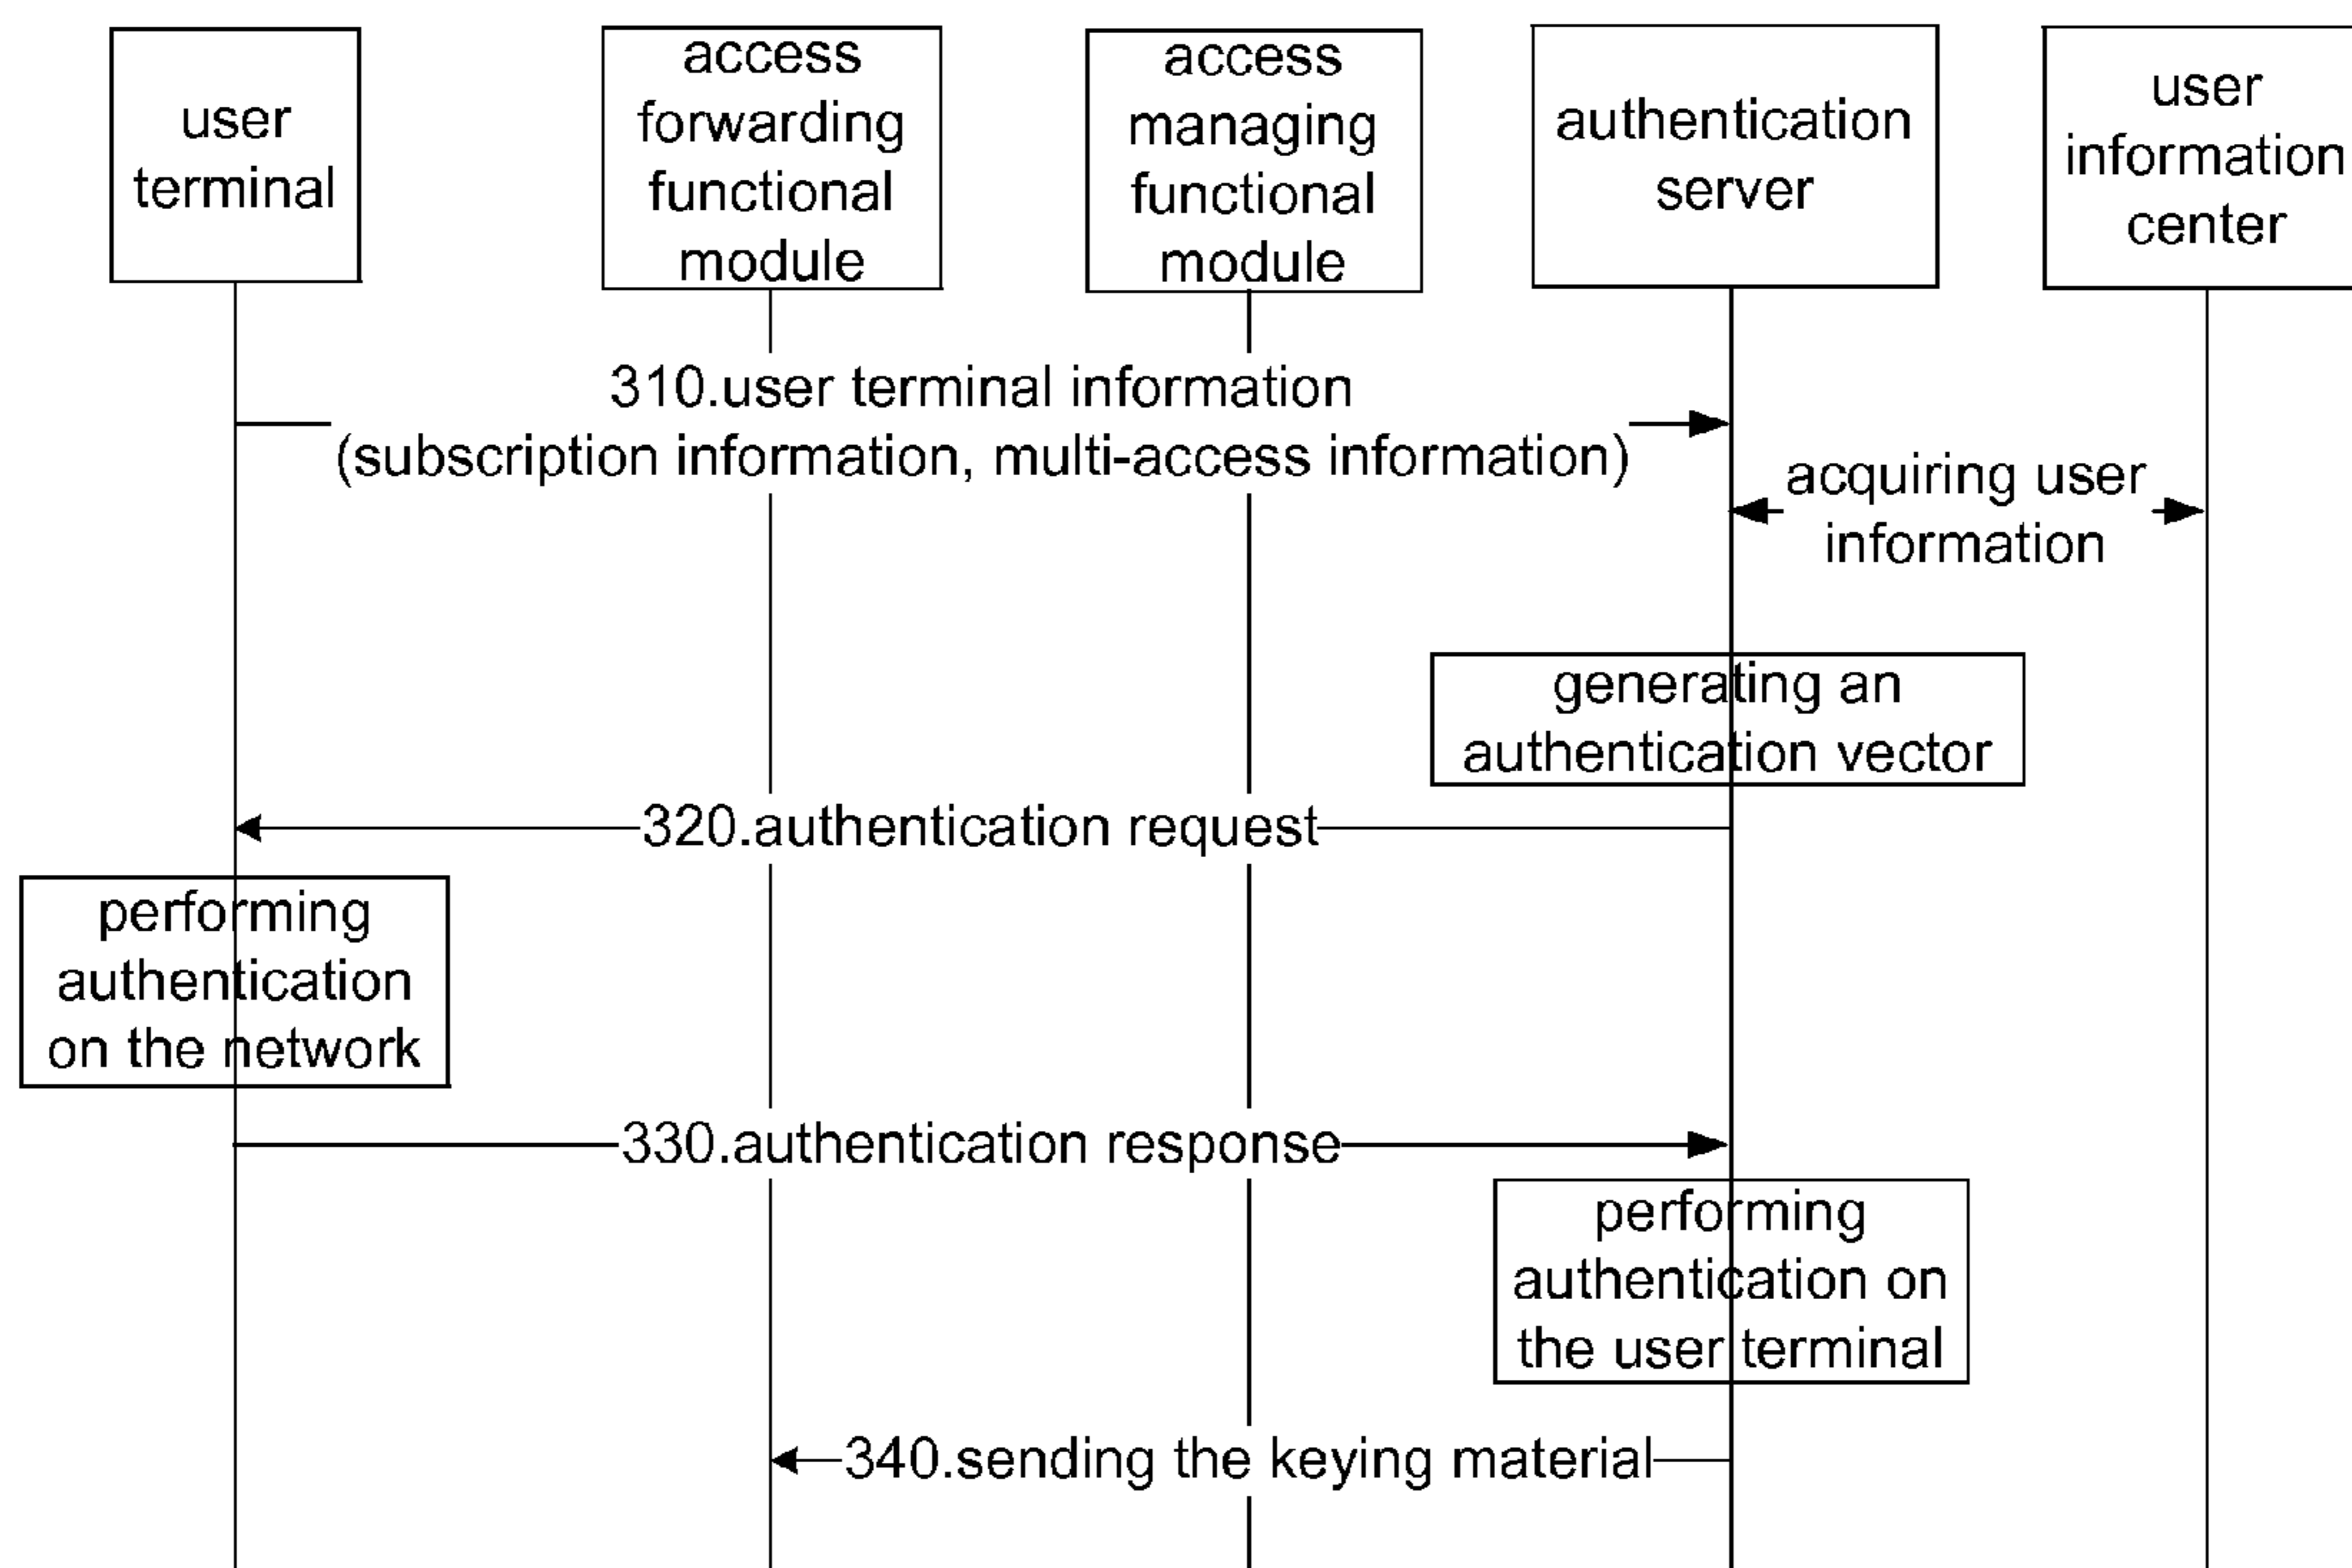 user
terminal
access
forwarding
functional
module
access
managing
functional
module
authentication
server
user
information
center
310.user terminal information
(subscription information, multi-access information)
acquiring user
information
generating an
authentication vector
320.authentication request
performing
authentication
on the network
330.authentication response
performing
authentication on
the user terminal
340.sending the keying material